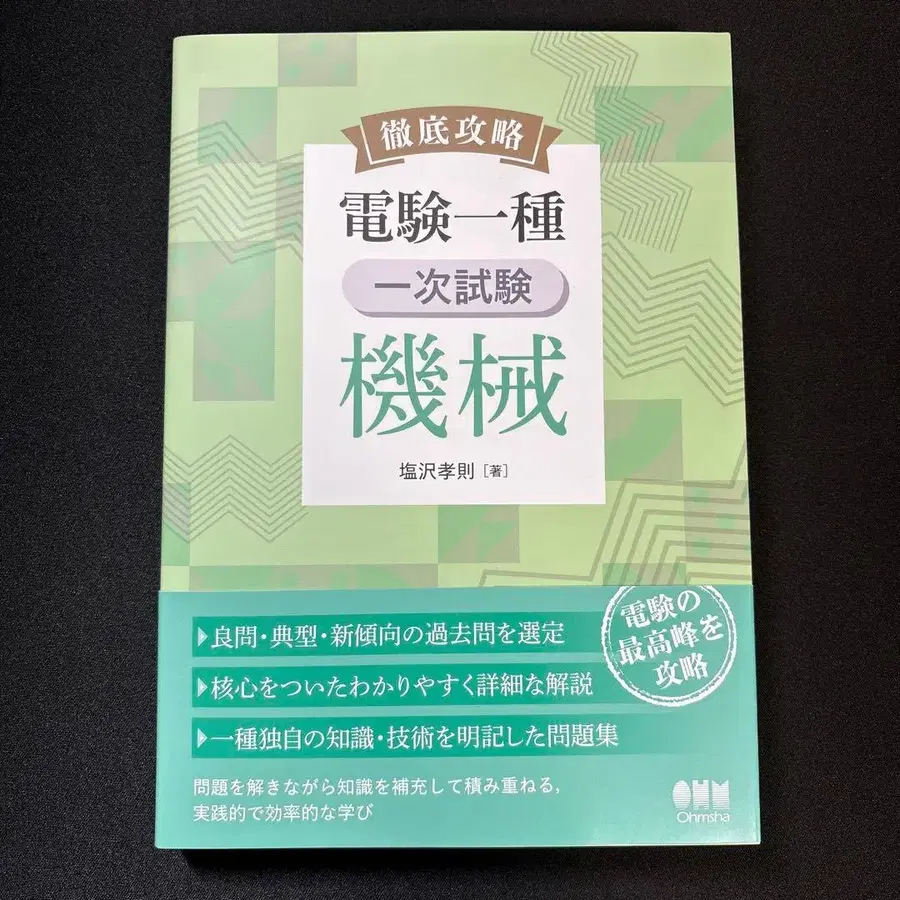 徹底攻略
電験一種
一次試験
機械
塩沢孝則［著］
電験の
最高峰を
攻略
▶良問・典型・新傾向の過去問を選定
▶核心をついたわかりやすく詳細な解説
▶一種独自の知識・技術を明記した問題集
問題を解きながら知識を補充して積み重ねる，
実践的で効率的な学び
OHM
Ohmsha